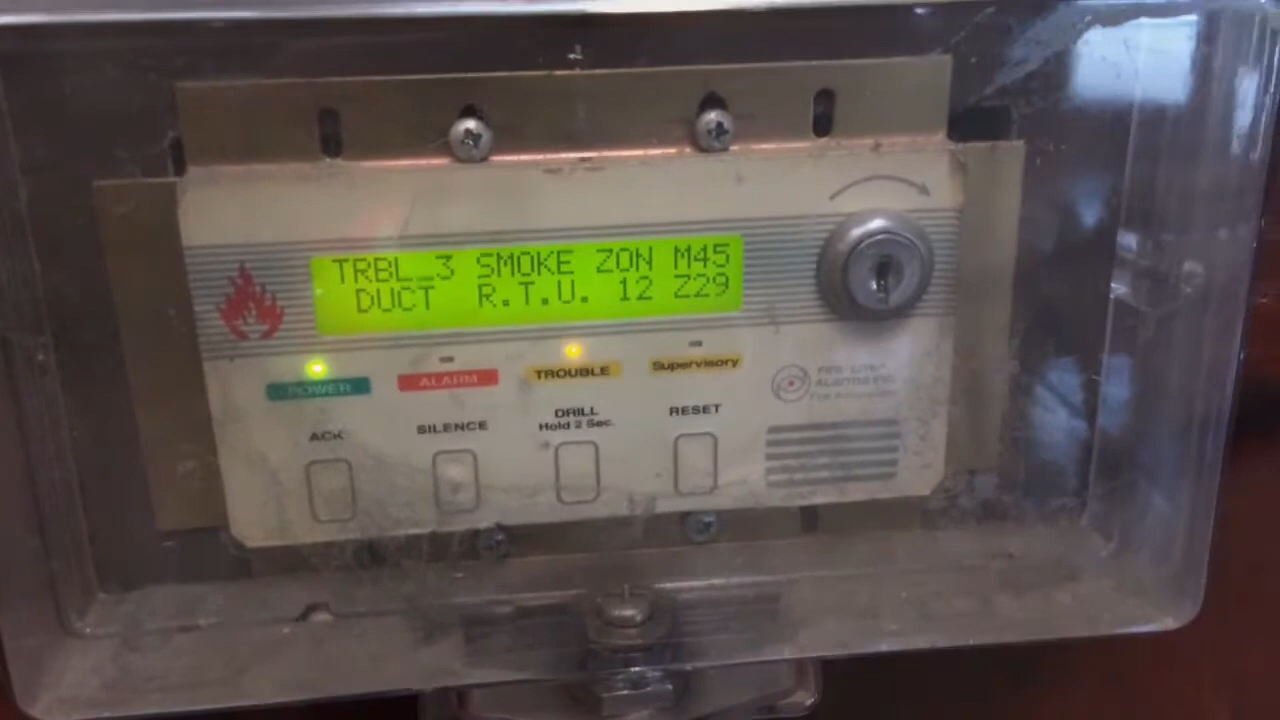 TRBL_3 SMOKE ZON M45
DUCT R.T.U. 12 Z29
POWER
ALARM
TROUBLE
Supervisory
FIRE-LITE
ALARMS INC
ACK
SILENCE
DRILL
Hold 2 Sec.
RESET